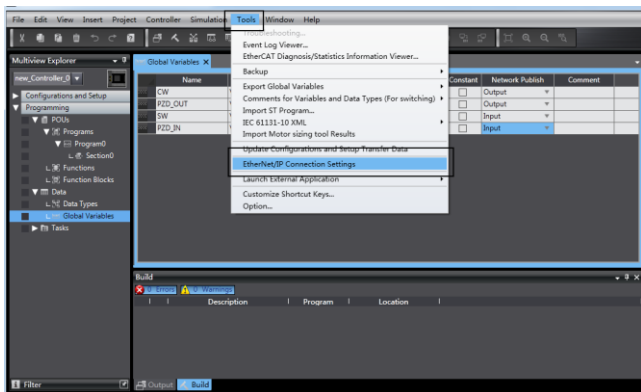 File Edit View Insert Project Controller Simulation Tools Window Help
Troubleshooting...
Event Log Viewer...
EtherCAT Diagnosis/Statistics Information Viewer...
Backup
Export Global Variables
Comments for Variables and Data Types (For switching)
Import ST Program...
IEC 61131-10 XML
Import Motor sizing tool Results
Update Configurations and Setup Transfer Data
EtherNet/IP Connection Settings
Launch External Application
Customize Shortcut Keys...
Option...
Multiview Explorer
new_Controller_0
Configurations and Setup
Programming
POUs
Programs
Program0
Section0
Functions
Function Blocks
Data
Data Types
Global Variables
Tasks
Filter
Global Variables
Name Constant Network Publish Comment
CW Output
PZD_OUT Output
SW Input
PZD_IN Input
Build
0 Errors 0 Warnings
Description Program Location
Output Build